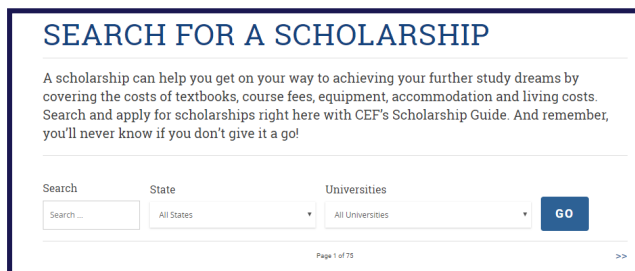 SEARCH FOR A SCHOLARSHIP
A scholarship can help you get on your way to achieving your further study dreams by
covering the costs of textbooks, course fees, equipment, accommodation and living costs.
Search and apply for scholarships right here with CEF's Scholarship Guide. And remember,
you'll never know if you don't give it a go!
Search State Universities
Search ... All States All Universities GO
Page 1 of 75 >>